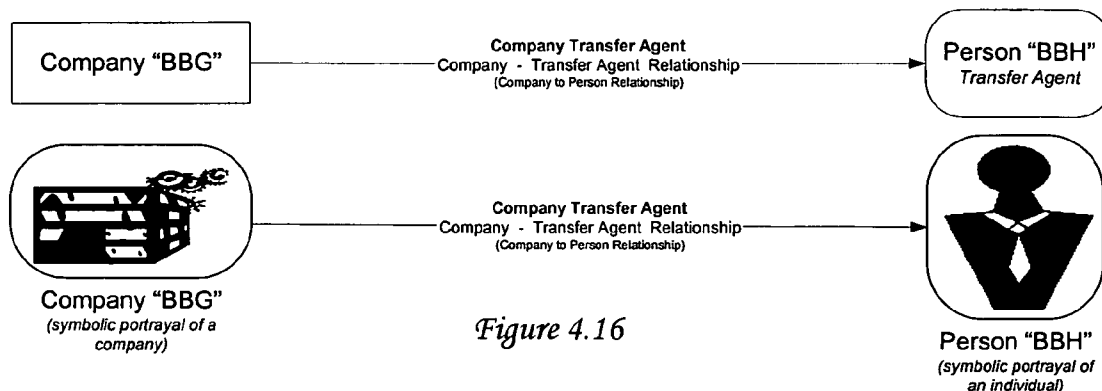 Company “BBG”
Company Transfer Agent
Company - Transfer Agent Relationship
(Company to Person Relationship)
Person “BBH”
Transfer Agent
Company Transfer Agent
Company - Transfer Agent Relationship
(Company to Person Relationship)
Company “BBG”
(symbolic portrayal of a
company)
Figure 4.16
Person “BBH”
(symbolic portrayal of
an individual)